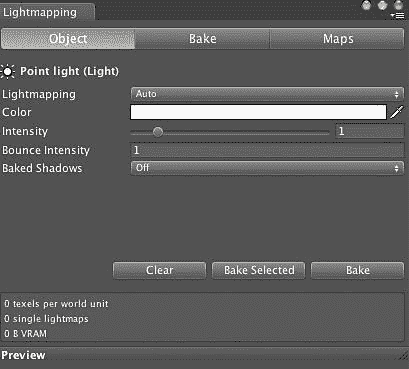 Lightmapping
Object Bake Maps
Point light (Light)
Lightmapping Auto
Color
Intensity 1
Bounce Intensity 1
Baked Shadows Off
Clear Bake Selected Bake
0 texels per world unit
0 single lightmaps
0 B VRAM
Preview